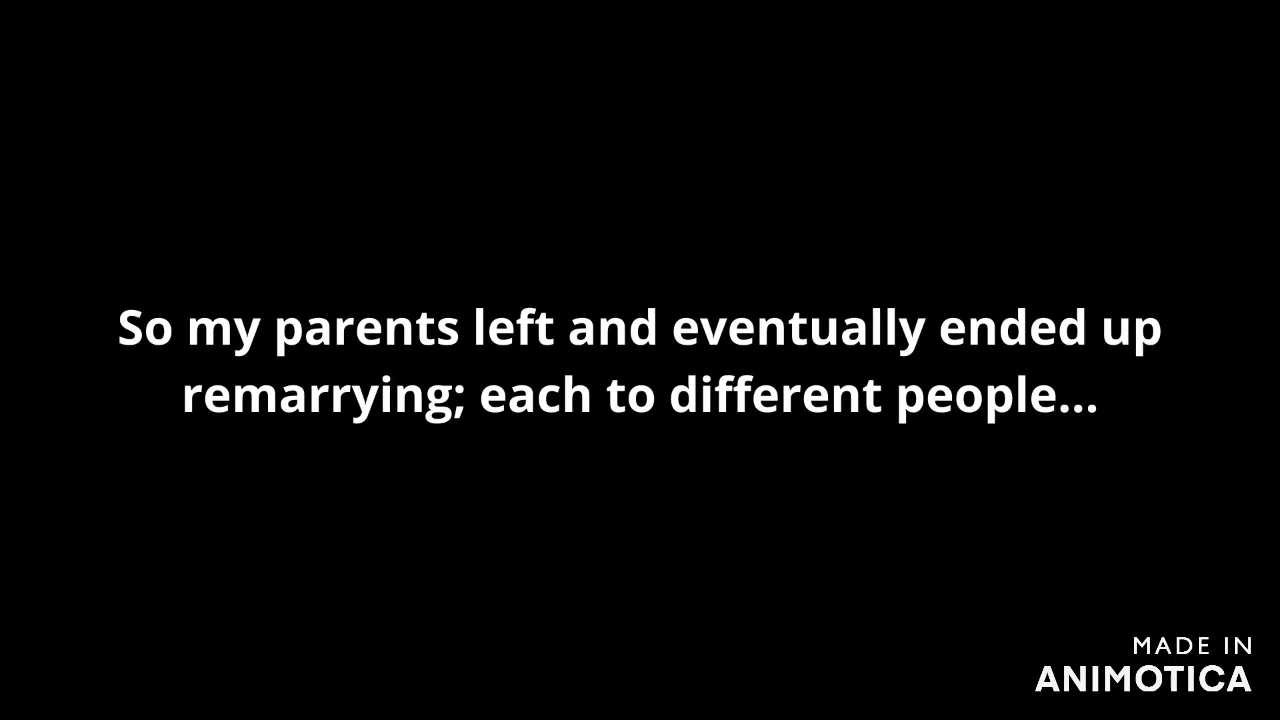 So my parents left and eventually ended up
remarrying; each to different people...
MADE IN
ANIMOTICA